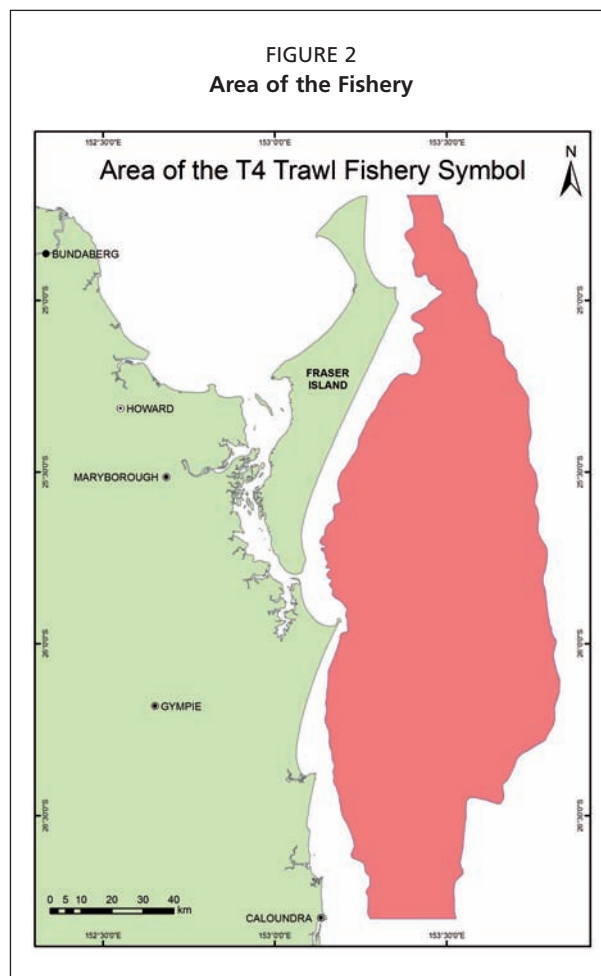 FIGURE 2
Area of the Fishery
152°30'0"E 153°0'0"E 153°30'0"E
Area of the T4 Trawl Fishery Symbol
N
BUNDABERG
25°0'0"S 25°0'0"S
FRASER
ISLAND
HOWARD
MARYBOROUGH
25°30'0"S 25°30'0"S
26°0'0"S 26°0'0"S
GYMPIE
26°30'0"S 26°30'0"S
0 5 10 20 30 40
km
CALOUNDRA
152°30'0"E 153°0'0"E 153°30'0"E